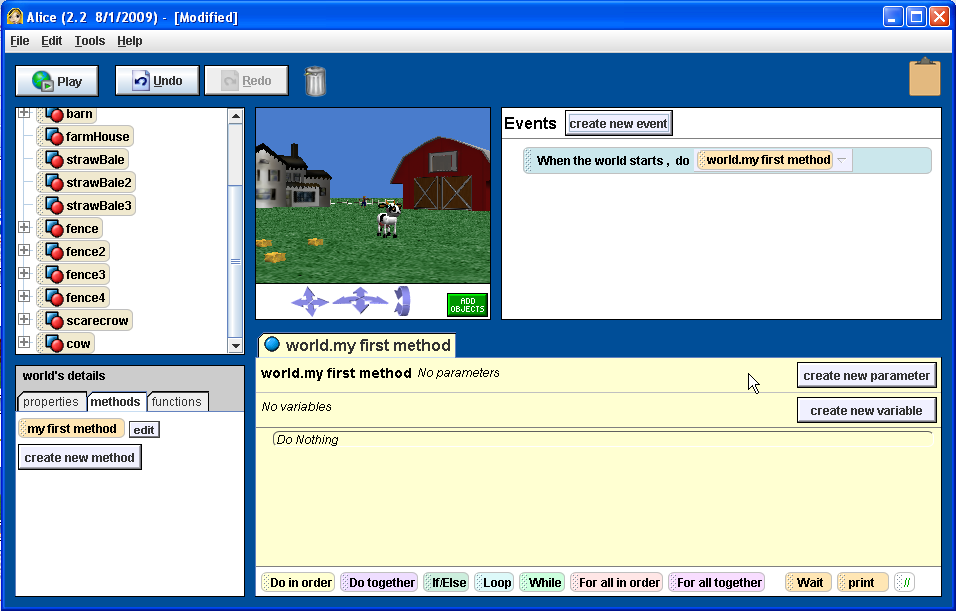 Alice (2.2 8/1/2009) - [Modified]
File Edit Tools Help
Play Undo Redo
barn
farmHouse
strawBale
strawBale2
strawBale3
fence
fence2
fence3
fence4
scarecrow
cow
ADD
OBJECTS
Events create new event
When the world starts , do world.my first method
world's details
properties methods functions
my first method edit
create new method
world.my first method
world.my first method No parameters create new parameter
No variables create new variable
Do Nothing
Do in order Do together If/Else Loop While For all in order For all together Wait print //